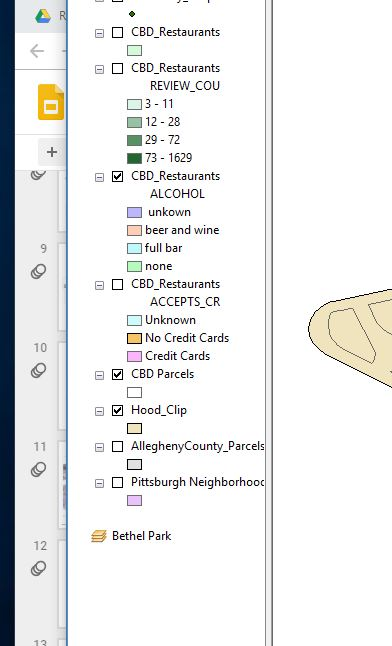 CBD_Restaurants
CBD_Restaurants
REVIEW_COU
3 - 11
12 - 28
29 - 72
73 - 1629
CBD_Restaurants
ALCOHOL
unkown
beer and wine
full bar
none
CBD_Restaurants
ACCEPTS_CR
Unknown
No Credit Cards
Credit Cards
CBD Parcels
Hood_Clip
AlleghenyCounty_Parcels
Pittsburgh Neighborhood
Bethel Park
R
9
10
11
12
13